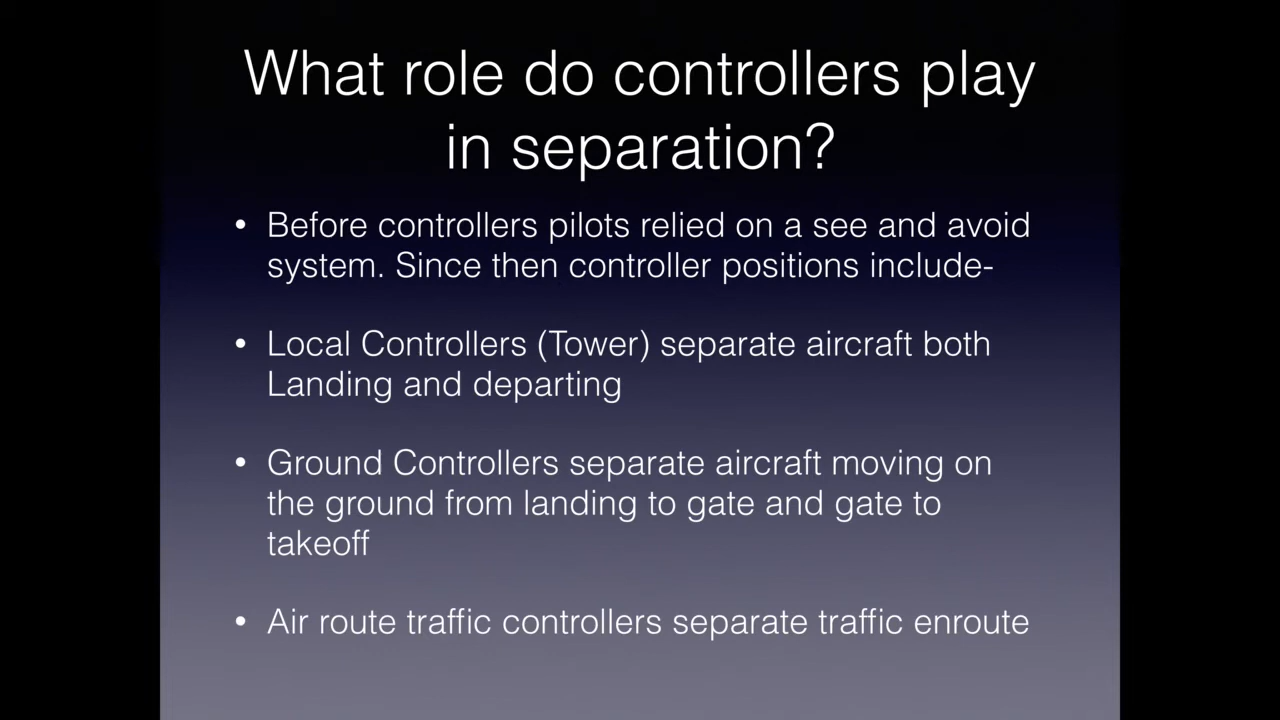 What role do controllers play
in separation?
• Before controllers pilots relied on a see and avoid
system. Since then controller positions include-
• Local Controllers (Tower) separate aircraft both
Landing and departing
• Ground Controllers separate aircraft moving on
the ground from landing to gate and gate to
takeoff
• Air route traffic controllers separate traffic enroute